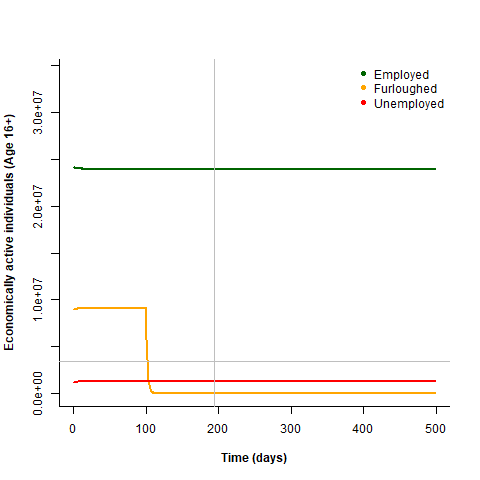 Employed
Furloughed
Unemployed
Economically active individuals (Age 16+)
3.0e+07
2.0e+07
1.0e+07
0.0e+00
0 100 200 300 400 500
Time (days)